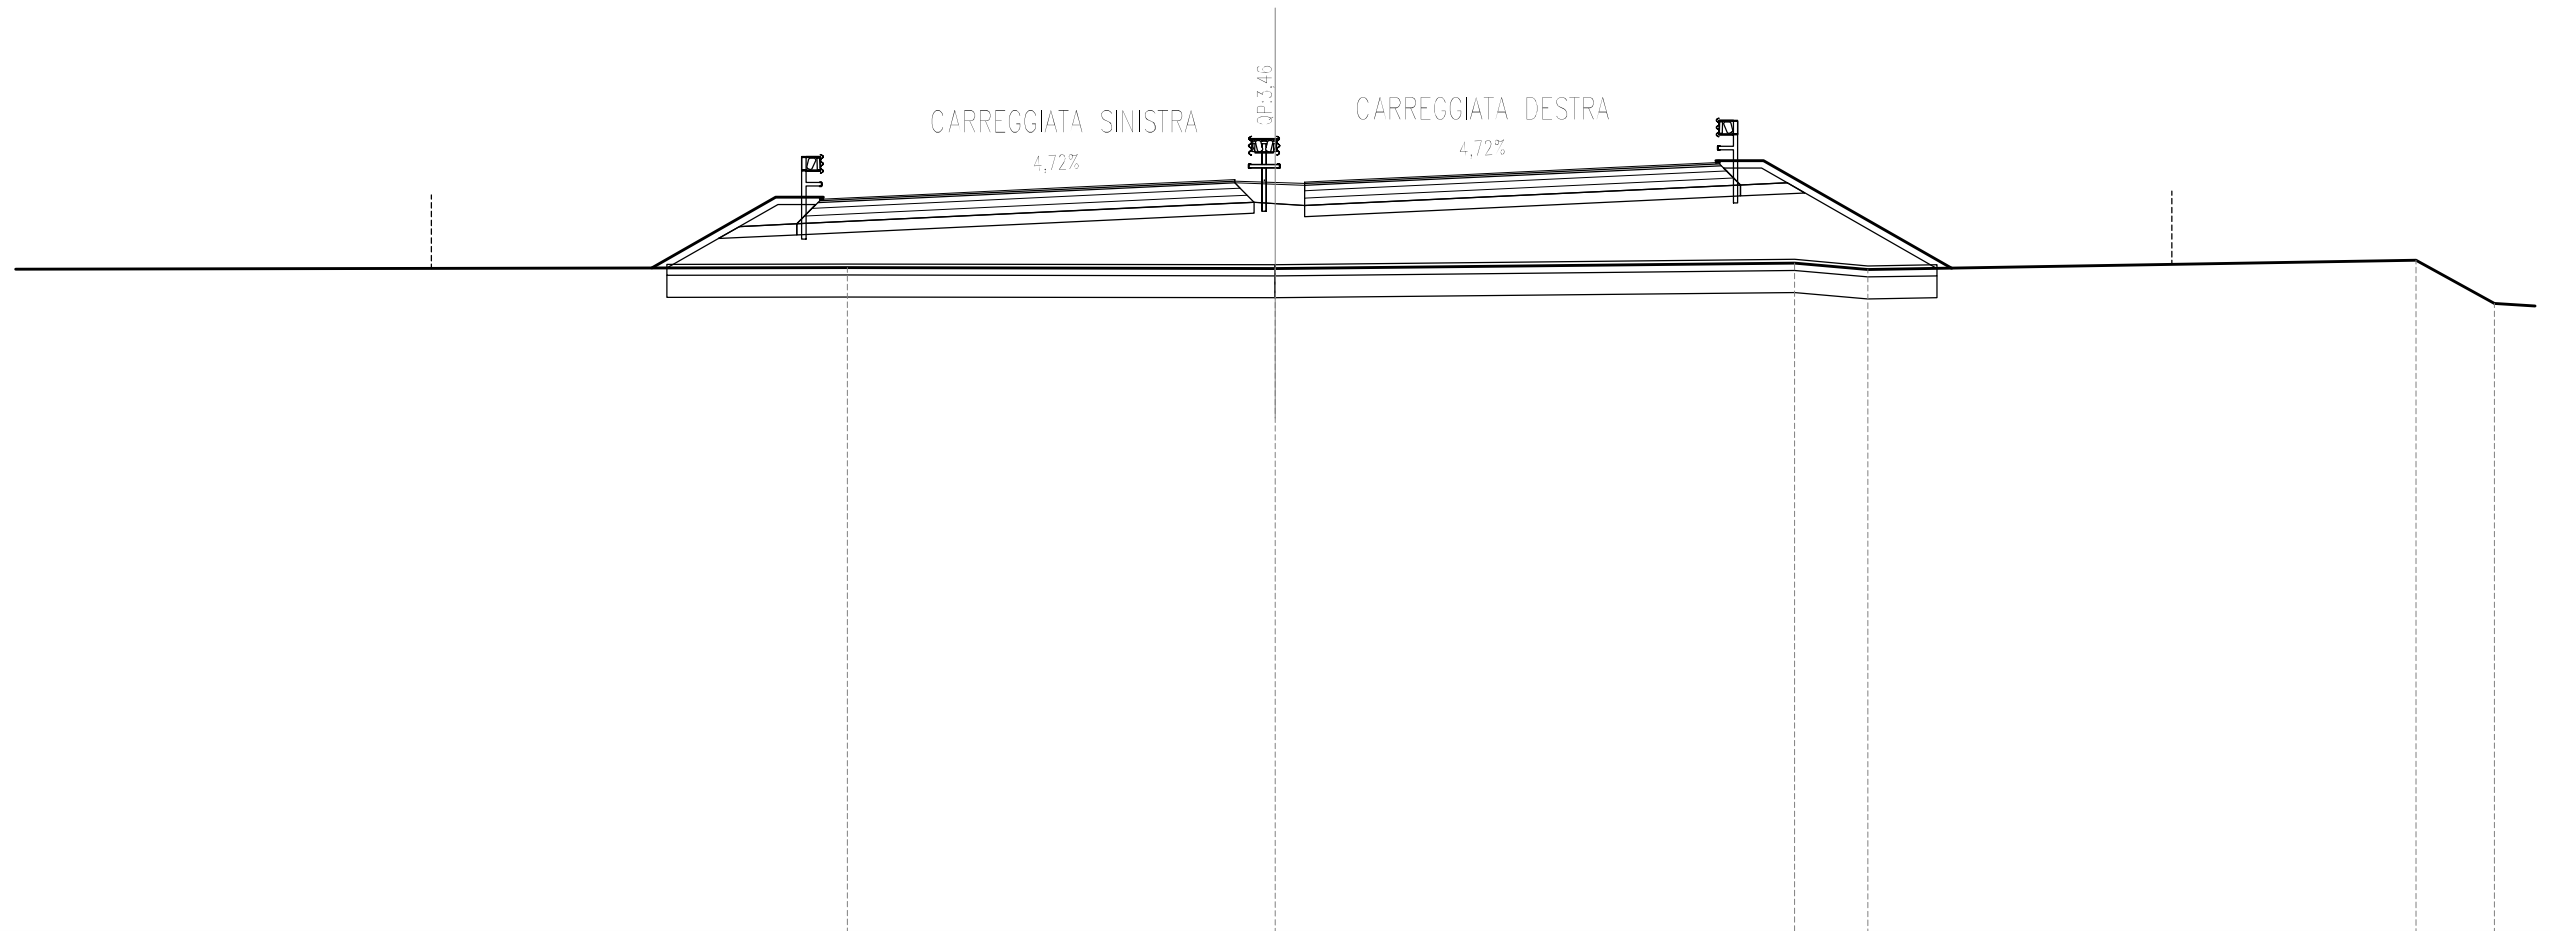 QP:3,46
CARREGGIATA SINISTRA
4,72%
CARREGGIATA DESTRA
4,72%